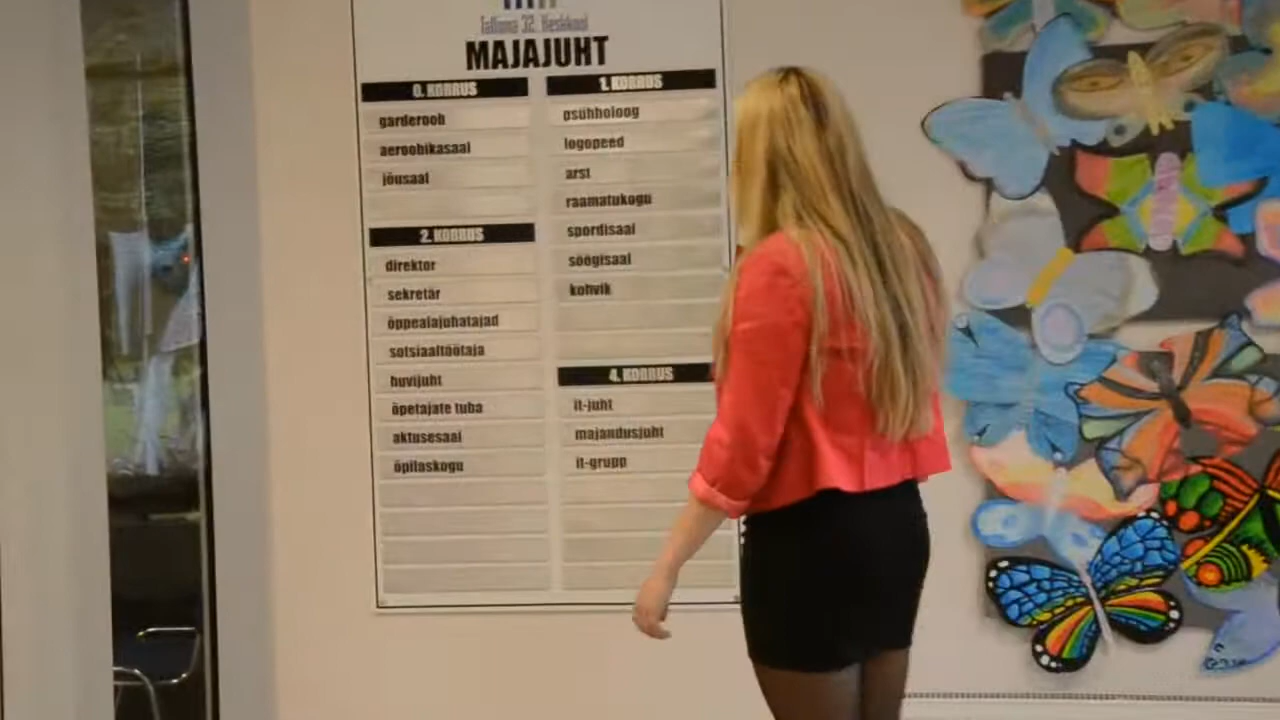 Tallinna 32. Keskkool
MAJAJUHT
0. KORRUS
garderoob
aeroobikasaal
jõusaal
2. KORRUS
direktor
sekretär
õppealajuhatajad
sotsiaaltöötaja
huvijuht
õpetajate tuba
aktusesaal
õpilaskogu
1. KORRUS
psühholoog
logopeed
arst
raamatukogu
spordisaal
söögisaal
kohvik
4. KORRUS
it-juht
majandusjuht
it-grupp